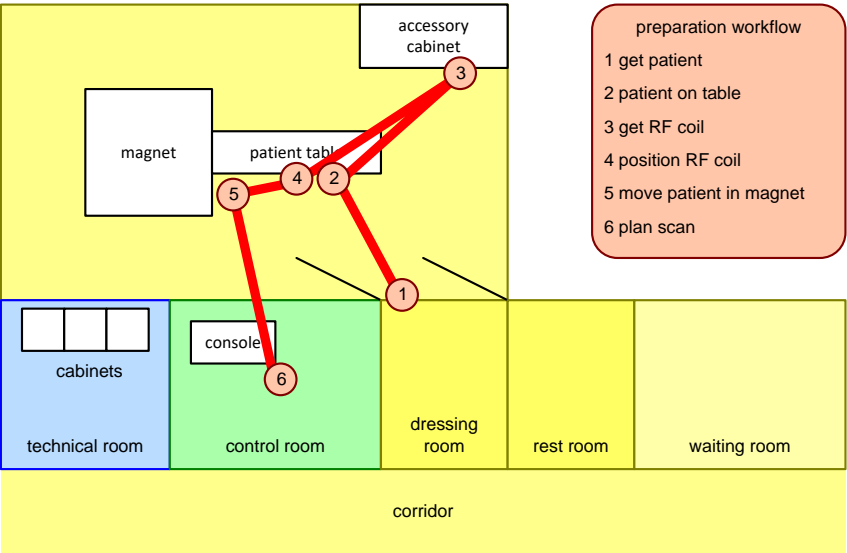 accessory
cabinet
preparation workflow
1 get patient
2 patient on table
3 get RF coil
4 position RF coil
5 move patient in magnet
6 plan scan
3
magnet
patient table
4
2
5
1
console
6
cabinets
technical room
control room
dressing
room
rest room
waiting room
corridor